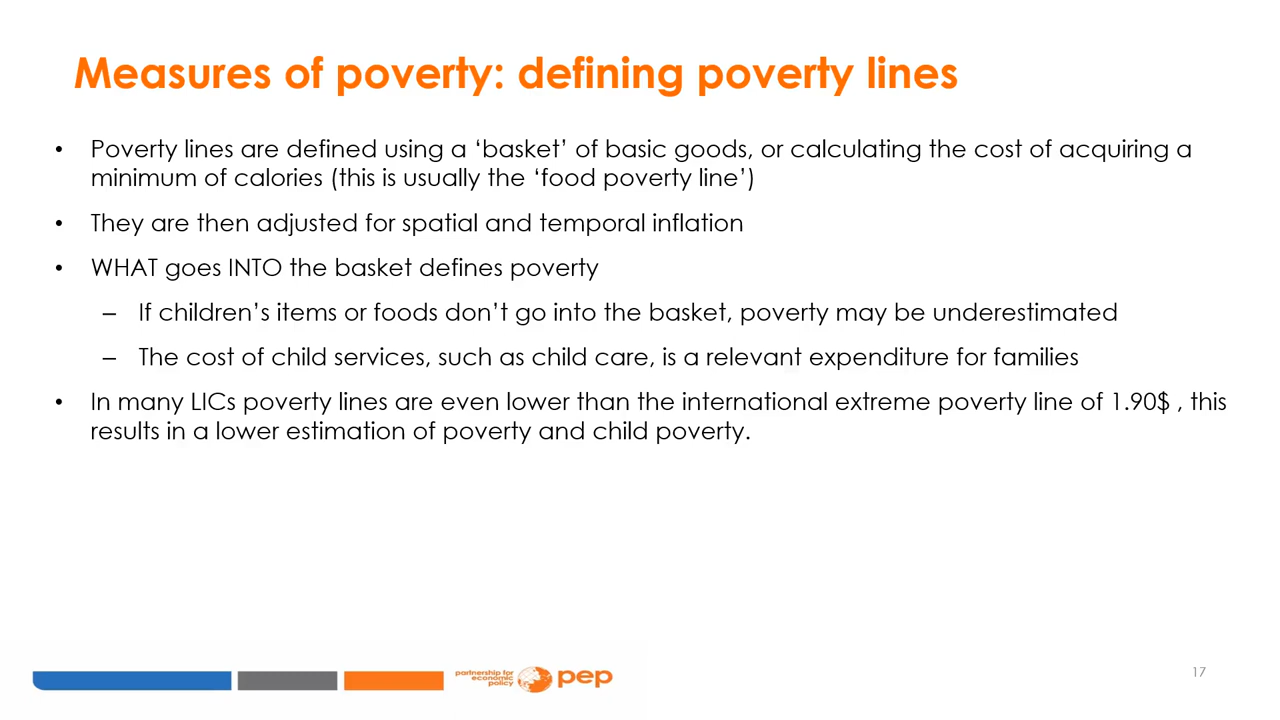 Measures of poverty: defining poverty lines
• Poverty lines are defined using a ‘basket’ of basic goods, or calculating the cost of acquiring a
minimum of calories (this is usually the ‘food poverty line’)
• They are then adjusted for spatial and temporal inflation
• WHAT goes INTO the basket defines poverty
– If children’s items or foods don’t go into the basket, poverty may be underestimated
– The cost of child services, such as child care, is a relevant expenditure for families
• In many LICs poverty lines are even lower than the international extreme poverty line of 1.90$ , this
results in a lower estimation of poverty and child poverty.
partnership for
economic
policy
pep
17